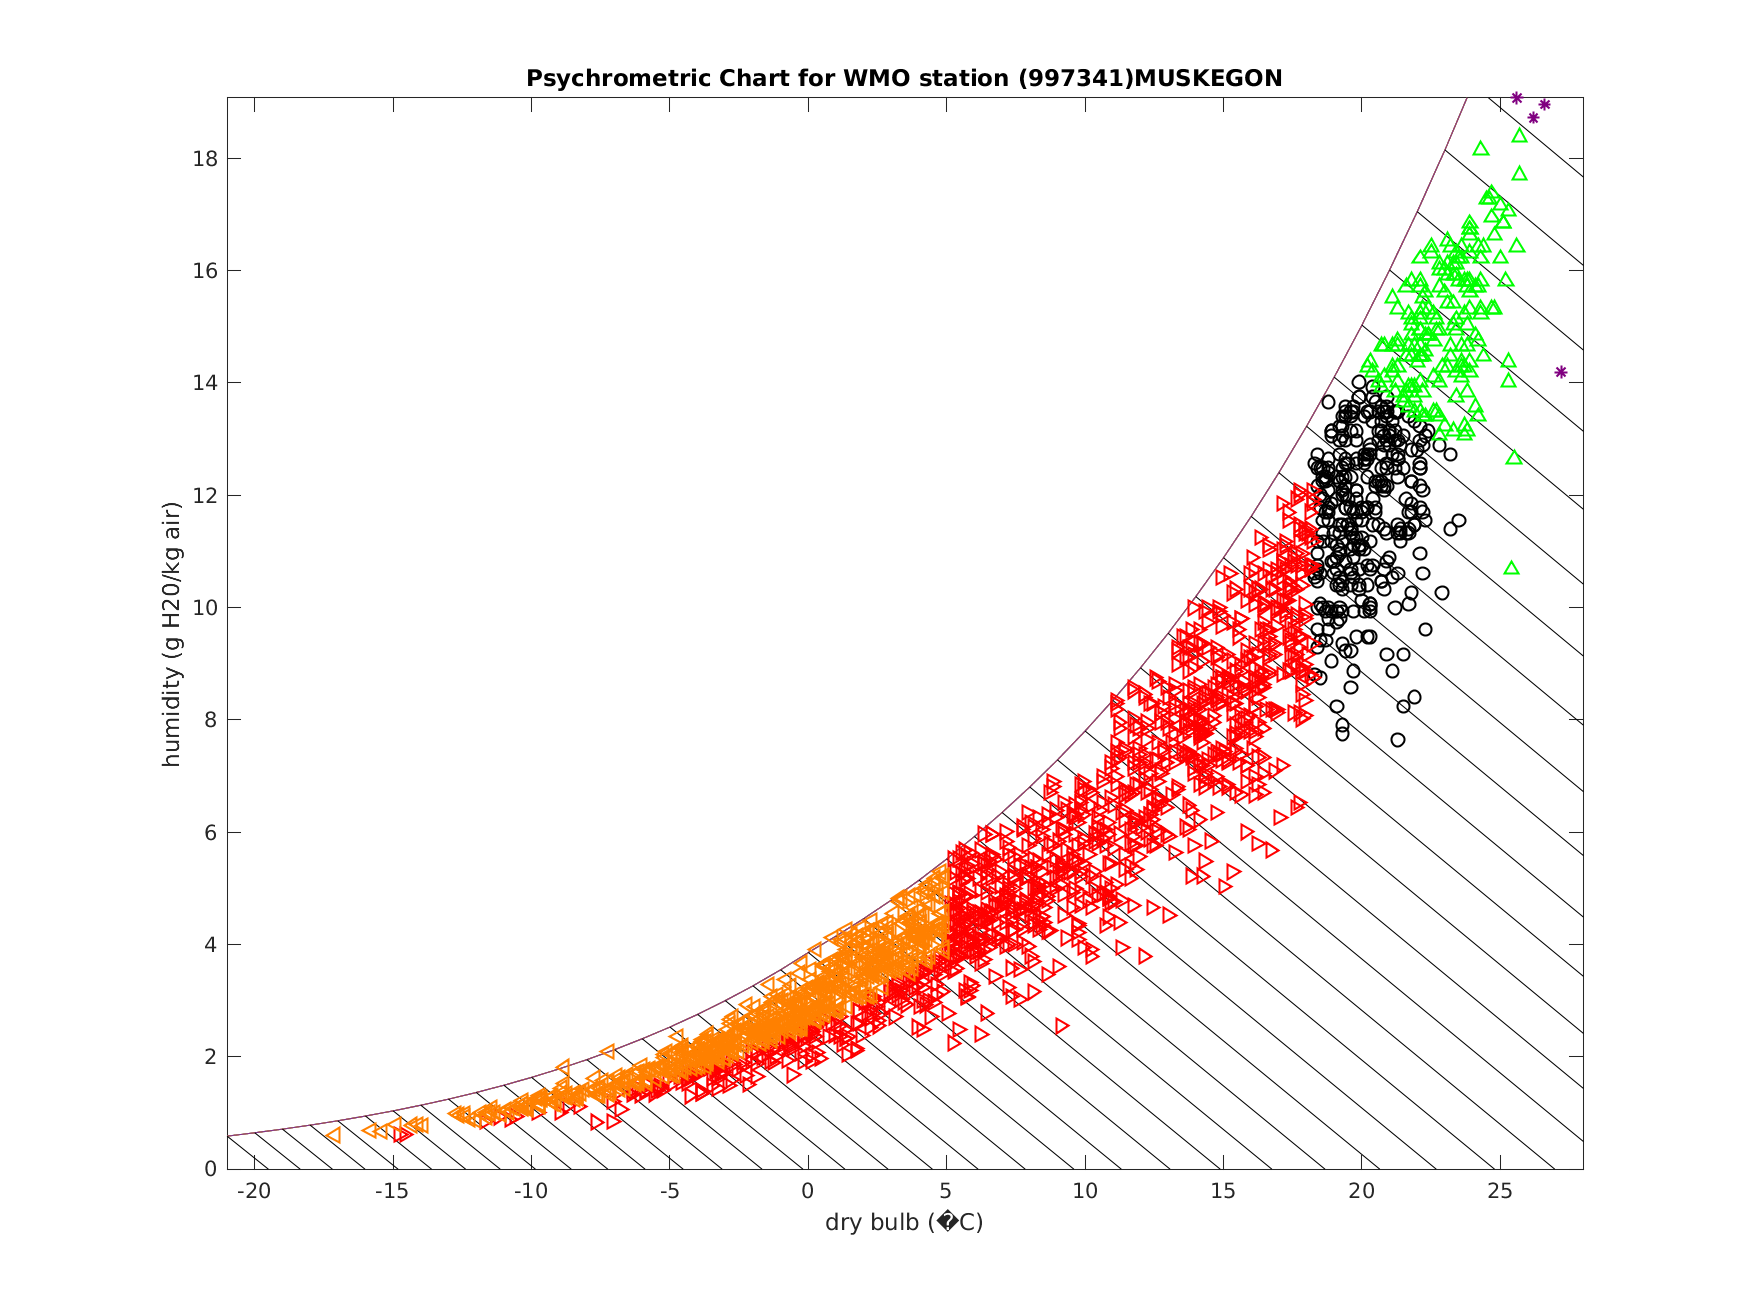 Psychrometric Chart for WMO station (997341)MUSKEGON
18
16
14
12
10
8
6
4
2
0
humidity (g H20/kg air)
-20 -15 -10 -5 0 5 10 15 20 25
dry bulb (�C)